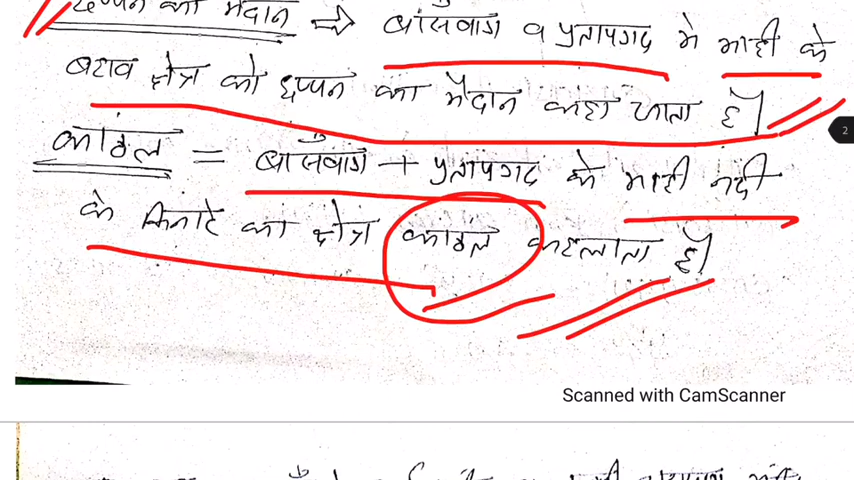 छप्पन का मैदान ⇒ बांसवाड़ा व प्रतापगढ़ मे माही के
बहाव क्षेत्र को छप्पन का मैदान कहा जाता है।
कांठल = बांसवाड़ा + प्रतापगढ़ के माही नदी
के किनारे का क्षेत्र कांठल कहलाता है।
2
Scanned with CamScanner